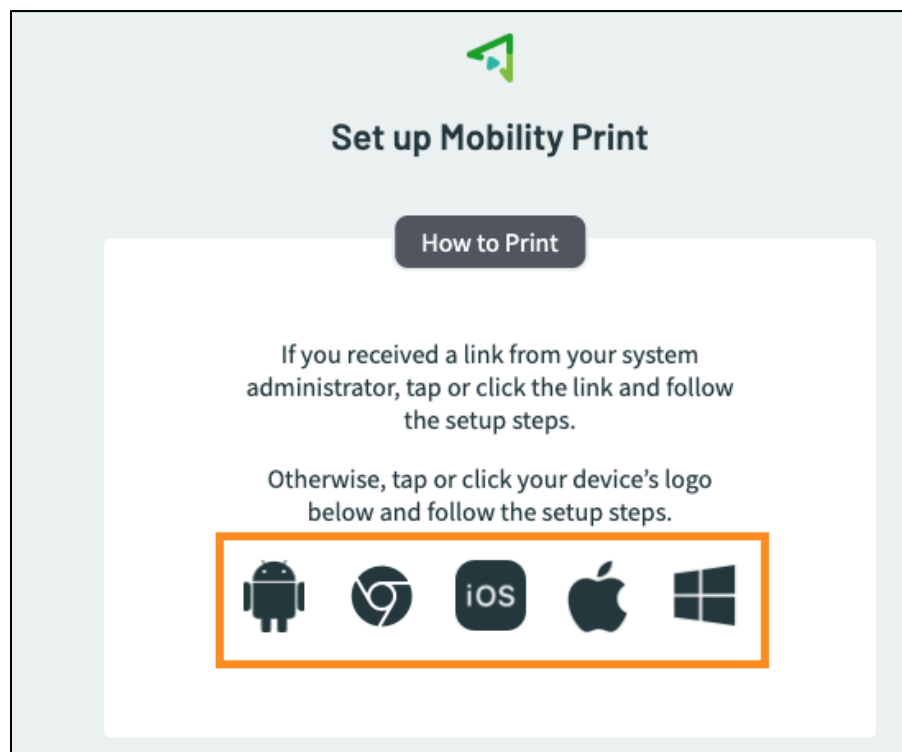 Set up Mobility Print
How to Print
If you received a link from your system
administrator, tap or click the link and follow
the setup steps.
Otherwise, tap or click your device’s logo
below and follow the setup steps.
iOS